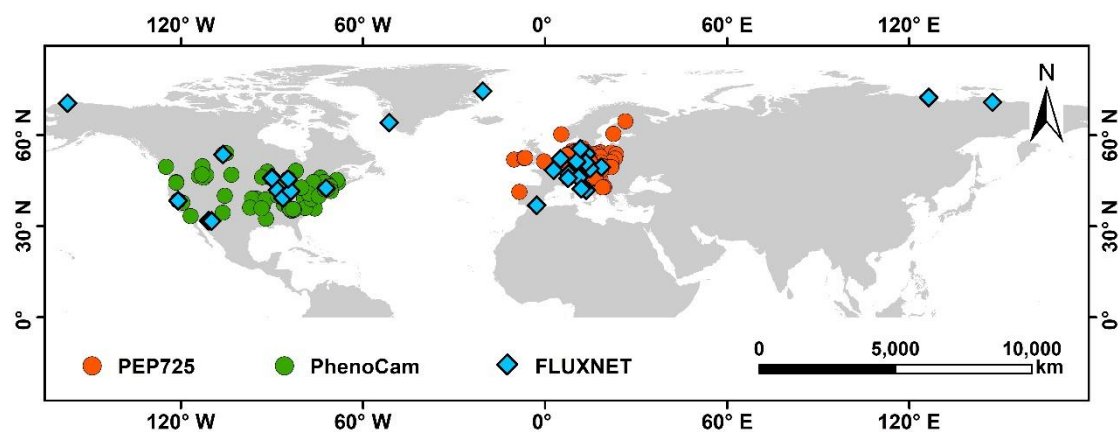 120° W 60° W 0° 60° E 120° E
N
60° N 60° N
30° N 30° N
0° 0°
PEP725 PhenoCam FLUXNET
0 5,000 10,000
km
120° W 60° W 0° 60° E 120° E